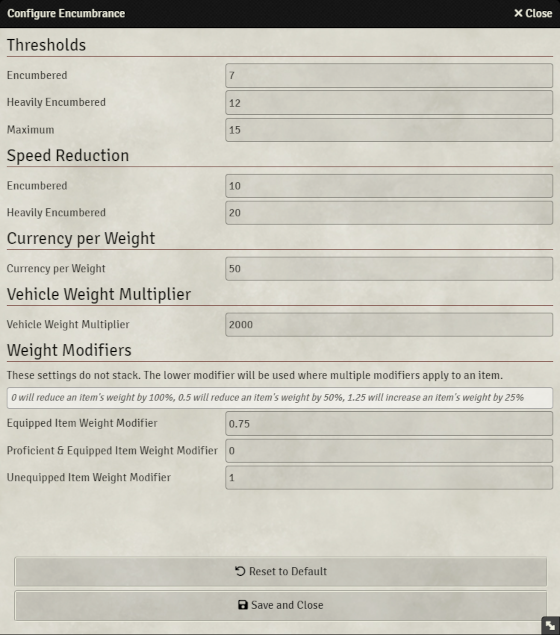 Configure Encumbrance
× Close
Thresholds
Encumbered 7
Heavily Encumbered 12
Maximum 15
Speed Reduction
Encumbered 10
Heavily Encumbered 20
Currency per Weight
Currency per Weight 50
Vehicle Weight Multiplier
Vehicle Weight Multiplier 2000
Weight Modifiers
These settings do not stack. The lower modifier will be used where multiple modifiers apply to an item.
0 will reduce an item's weight by 100%, 0.5 will reduce an item's weight by 50%, 1.25 will increase an item's weight by 25%
Equipped Item Weight Modifier 0.75
Proficient & Equipped Item Weight Modifier 0
Unequipped Item Weight Modifier 1
Reset to Default
Save and Close